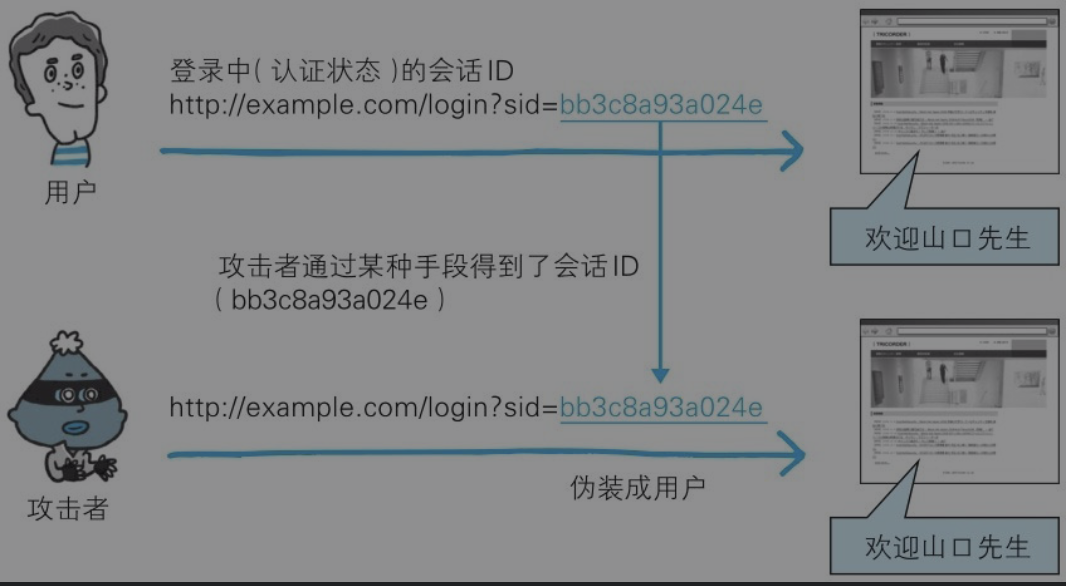 登录中( 认证状态 )的会话ID
http://example.com/login?sid=bb3c8a93a024e
用户
( TRICORDER )
欢迎山口先生
攻击者通过某种手段得到了会话ID
( bb3c8a93a024e )
( TRICORDER )
http://example.com/login?sid=bb3c8a93a024e
伪装成用户
攻击者
欢迎山口先生